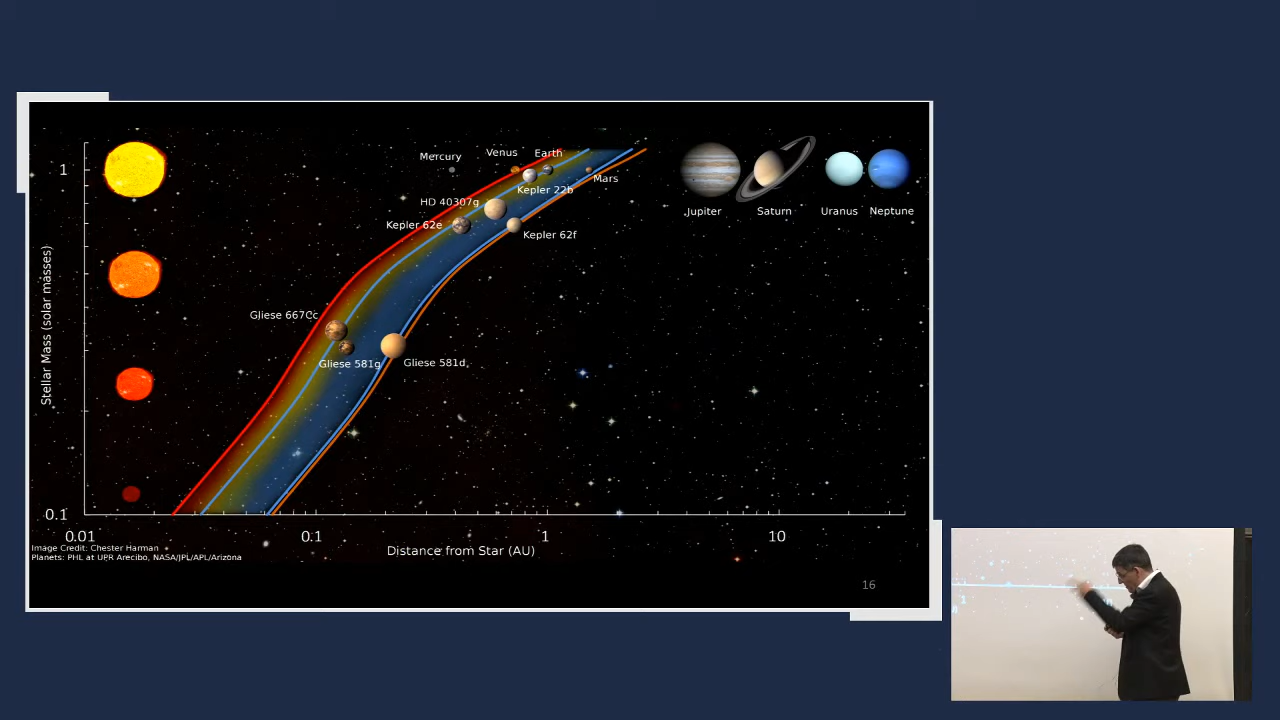 Mercury
Venus
Earth
1
Mars
Kepler 22b
HD 40307g
Jupiter
Saturn
Uranus
Neptune
Kepler 62e
Kepler 62f
Stellar Mass (solar masses)
Gliese 667Cc
Gliese 581g
Gliese 581d
0.1
0.01
0.1
1
10
Distance from Star (AU)
Image Credit: Chester Harman
Planets: PHL at UPR Arecibo, NASA/JPL/APL/Arizona
16